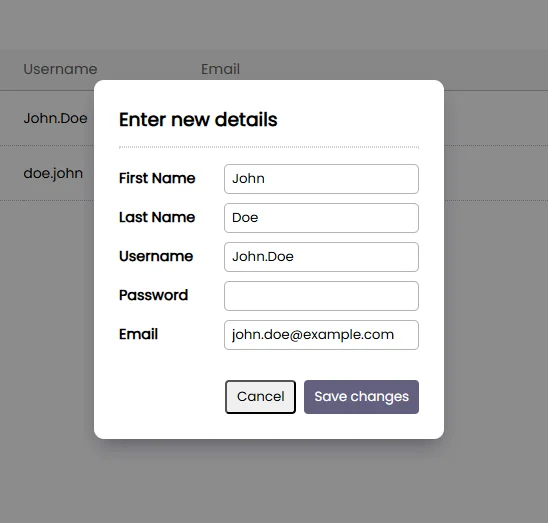 Username Email
John.Doe
doe.john
Enter new details
First Name John
Last Name Doe
Username John.Doe
Password
Email john.doe@example.com
Cancel Save changes